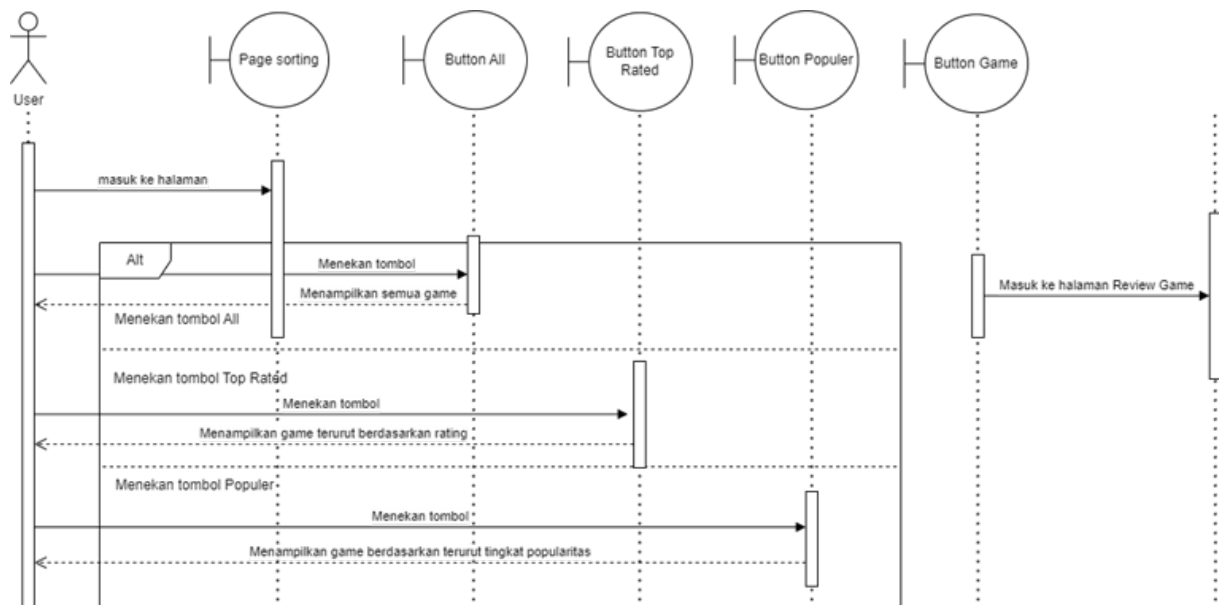 Page sorting
Button All
Button Top
Rated
Button Populer
Button Game
User
masuk ke halaman
Alt
Menekan tombol
Menampilkan semua game
Masuk ke halaman Review Game
Menekan tombol All
Menekan tombol Top Rated
Menekan tombol
Menampilkan game terurut berdasarkan rating
Menekan tombol Populer
Menekan tombol
Menampilkan game berdasarkan terurut tingkat popularitas